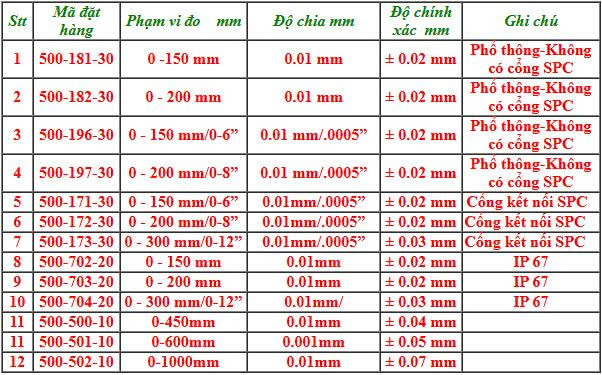 Stt Mã đặt hàng Phạm vi đo mm Độ chia mm Độ chính xác mm Ghi chú
1 500-181-30 0 -150 mm 0.01 mm ± 0.02 mm Phổ thông-Không có cổng SPC
2 500-182-30 0 - 200 mm 0.01 mm ± 0.02 mm Phổ thông-Không có cổng SPC
3 500-196-30 0 - 150 mm/0-6” 0.01 mm/.0005” ± 0.02 mm Phổ thông-Không có cổng SPC
4 500-197-30 0 - 200 mm/0-8” 0.01 mm/.0005” ± 0.02 mm Phổ thông-Không có cổng SPC
5 500-171-30 0 - 150 mm/0-6” 0.01mm/.0005” ± 0.02 mm Cổng kết nối SPC
6 500-172-30 0 - 200 mm/0-8” 0.01mm/.0005” ± 0.02 mm Cổng kết nối SPC
7 500-173-30 0 - 300 mm/0-12” 0.01mm/.0005” ± 0.03 mm Cổng kết nối SPC
8 500-702-20 0 - 150 mm 0.01mm ± 0.02 mm IP 67
9 500-703-20 0 - 200 mm 0.01mm ± 0.02 mm IP 67
10 500-704-20 0 - 300 mm/0-12” 0.01mm/ ± 0.03 mm IP 67
11 500-500-10 0-450mm 0.01mm ± 0.04 mm
11 500-501-10 0-600mm 0.001mm ± 0.05 mm
12 500-502-10 0-1000mm 0.01mm ± 0.07 mm